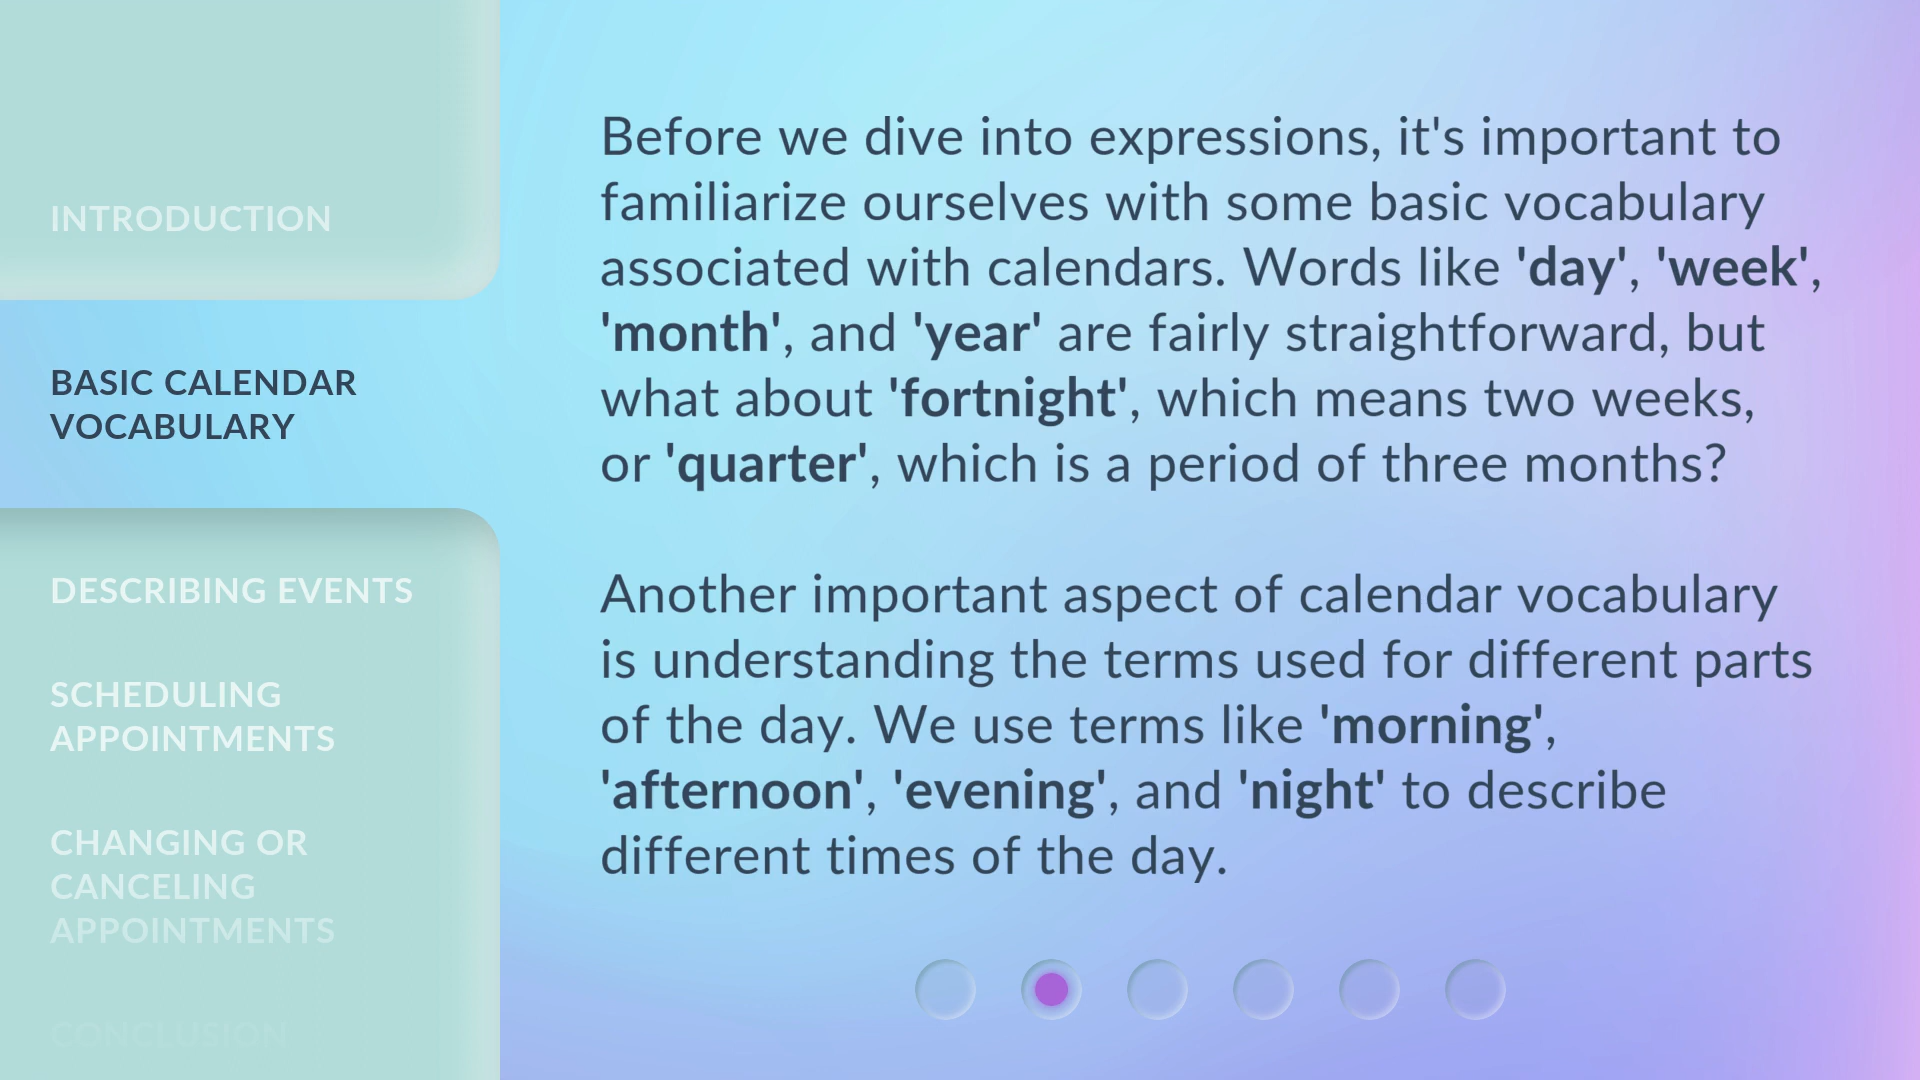 INTRODUCTION
BASIC CALENDAR
VOCABULARY
DESCRIBING EVENTS
SCHEDULING
APPOINTMENTS
CHANGING OR
CANCELING
APPOINTMENTS
CONCLUSION
Before we dive into expressions, it's important to
familiarize ourselves with some basic vocabulary
associated with calendars. Words like 'day', 'week',
'month', and 'year' are fairly straightforward, but
what about 'fortnight', which means two weeks,
or 'quarter', which is a period of three months?
Another important aspect of calendar vocabulary
is understanding the terms used for different parts
of the day. We use terms like 'morning',
'afternoon', 'evening', and 'night' to describe
different times of the day.